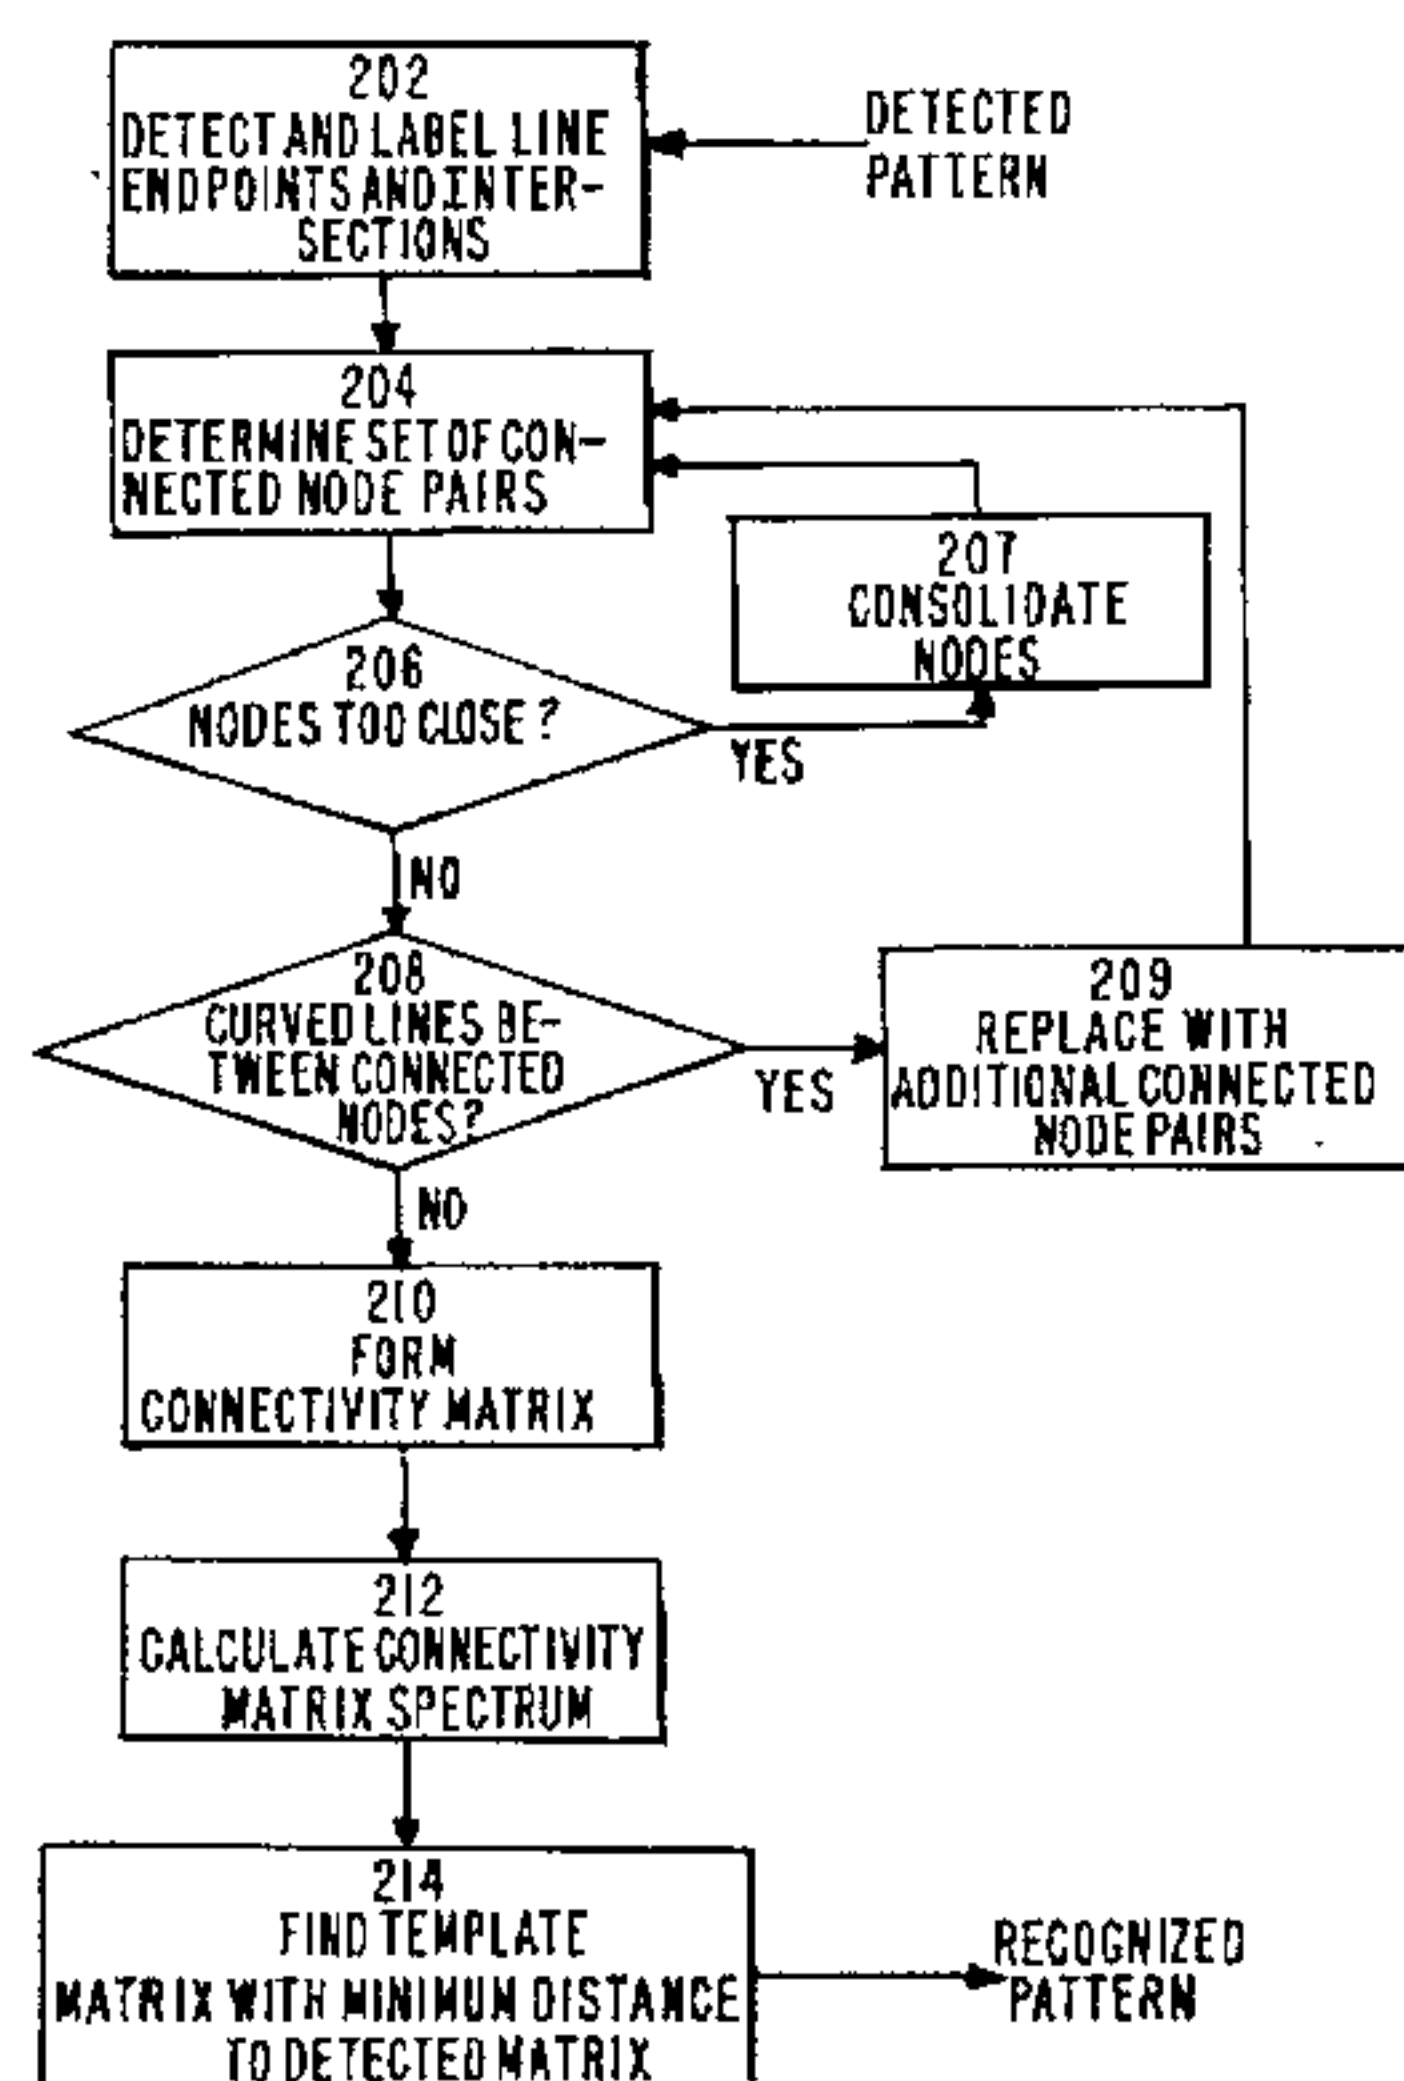 202
DETECT AND LABEL LINE
ENDPOINTS AND INTER-
SECTIONS
DETECTED
PATTERN
204
DETERMINE SET OF CON-
NECTED NODE PAIRS
207
CONSOLIDATE
NODES
206
NODES TOO CLOSE?
YES
NO
208
CURVED LINES BE-
TWEEN CONNECTED
NODES?
YES
209
REPLACE WITH
ADDITIONAL CONNECTED
NODE PAIRS
NO
210
FORM
CONNECTIVITY MATRIX
212
CALCULATE CONNECTIVITY
MATRIX SPECTRUM
214
FIND TEMPLATE
MATRIX WITH MINIMUM DISTANCE
TO DETECTED MATRIX
RECOGNIZED
PATTERN